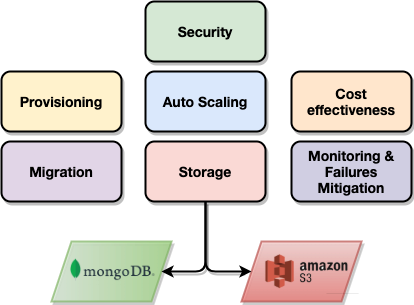 Security
Provisioning
Auto Scaling
Cost
effectiveness
Migration
Storage
Monitoring &
Failures
Mitigation
mongoDB®
amazon
S3